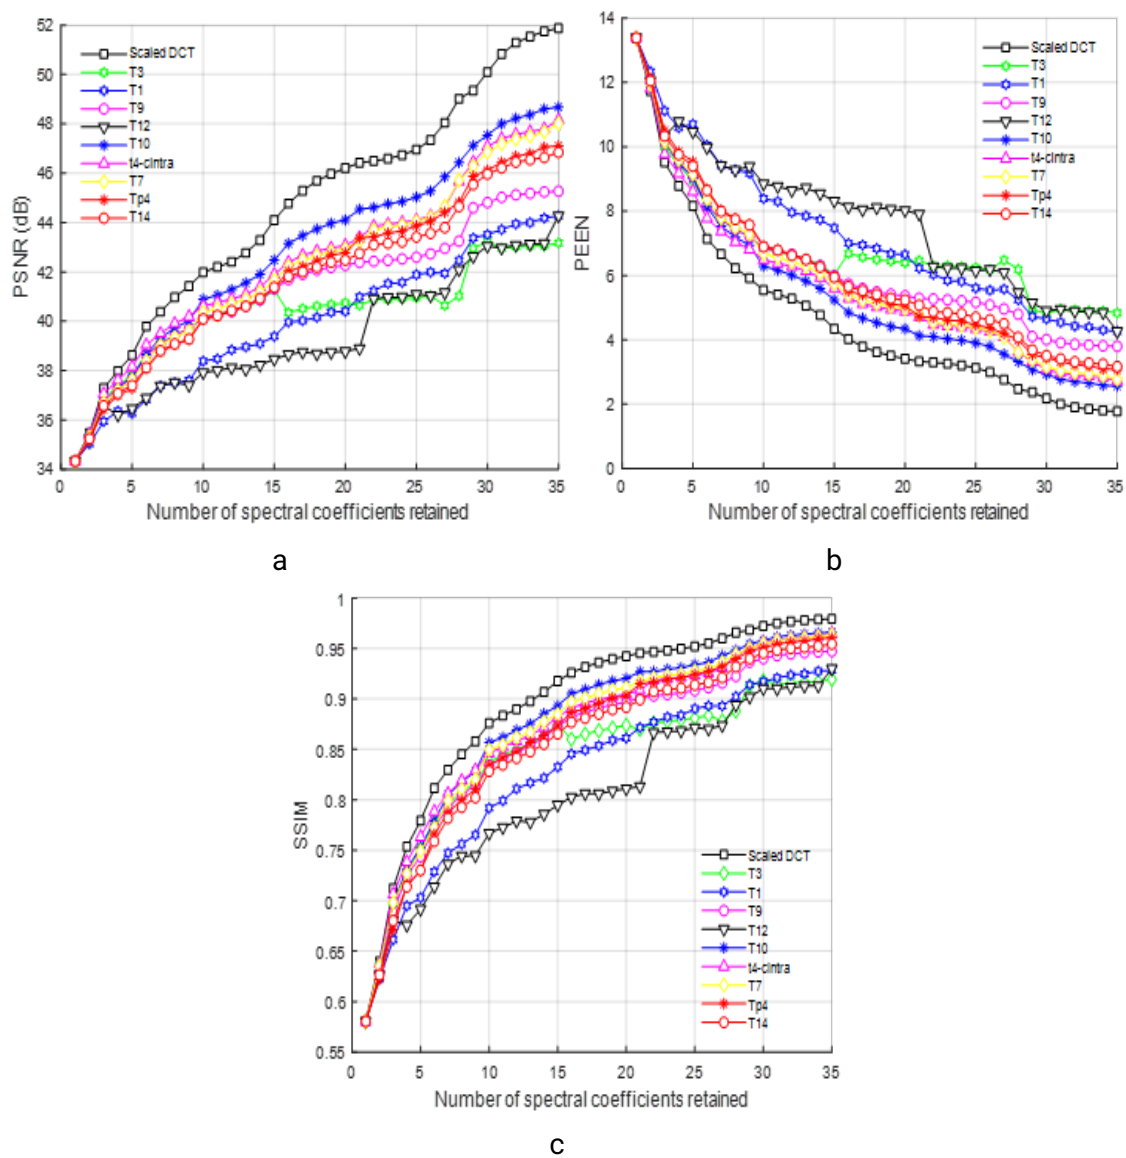 52
50
48
46
44
42
40
38
36
34
PSNR (dB)
Scaled DCT
T3
T1
T9
T12
T10
t4-cintra
T7
Tp4
T14
0
5
10
15
20
25
30
35
Number of spectral coefficients retained
a
14
12
10
8
6
4
2
0
PEEN
Scaled DCT
T3
T1
T9
T12
T10
t4-cintra
T7
Tp4
T14
0
5
10
15
20
25
30
35
Number of spectral coefficients retained
b
1
0.95
0.9
0.85
0.8
0.75
0.7
0.65
0.6
0.55
SSIM
Scaled DCT
T3
T1
T9
T12
T10
t4-cintra
T7
Tp4
T14
0
5
10
15
20
25
30
35
Number of spectral coefficients retained
c